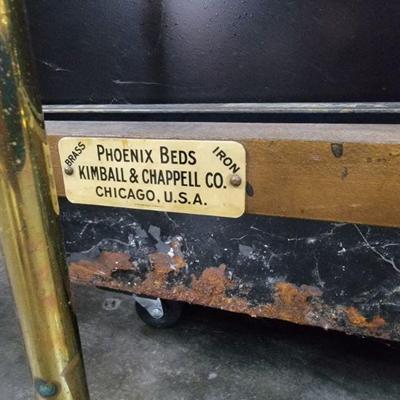 BRASS PHOENIX BEDS IRON
KIMBALL & CHAPPELL CO.
CHICAGO, U.S.A.